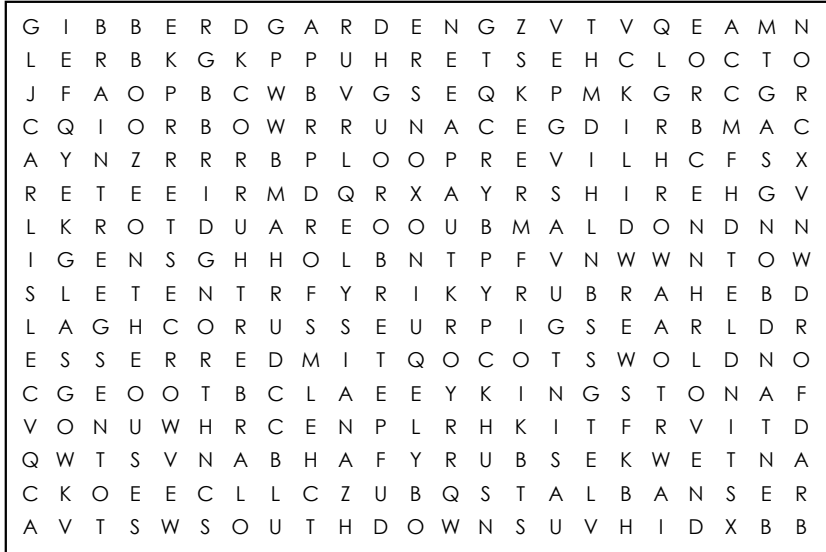 G I B B E R D G A R D E N G Z V T V Q E A M N
L E R B K G K P P U H R E T S E H C L O C T O
J F A O P B C W B V G S E Q K P M K G R C G R
C Q I O R B O W R R U N A C E G D I R B M A C
A Y N Z R R R B P L O O P R E V I L H C F S X
R E T E E I R M D Q R X A Y R S H I R E H G V
L K R O T D U A R E O O U B M A L D O N D N N
I G E N S G H H O L B N T P F V N W W N T O W
S L E T E N T R F Y R I K Y R U B R A H E B D
L A G H C O R U S S E U R P I G S E A R L D R
E S S E R R E D M I T Q O C O T S W O L D N O
C G E O O T B C L A E E Y K I N G S T O N A F
V O N U W H R C E N P L R H K I T F R V I T D
Q W T S V N A B H A F Y R U B S E K W E T N A
C K O E E C L L C Z U B Q S T A L B A N S E R
A V T S W S O U T H D O W N S U V H I D X B B